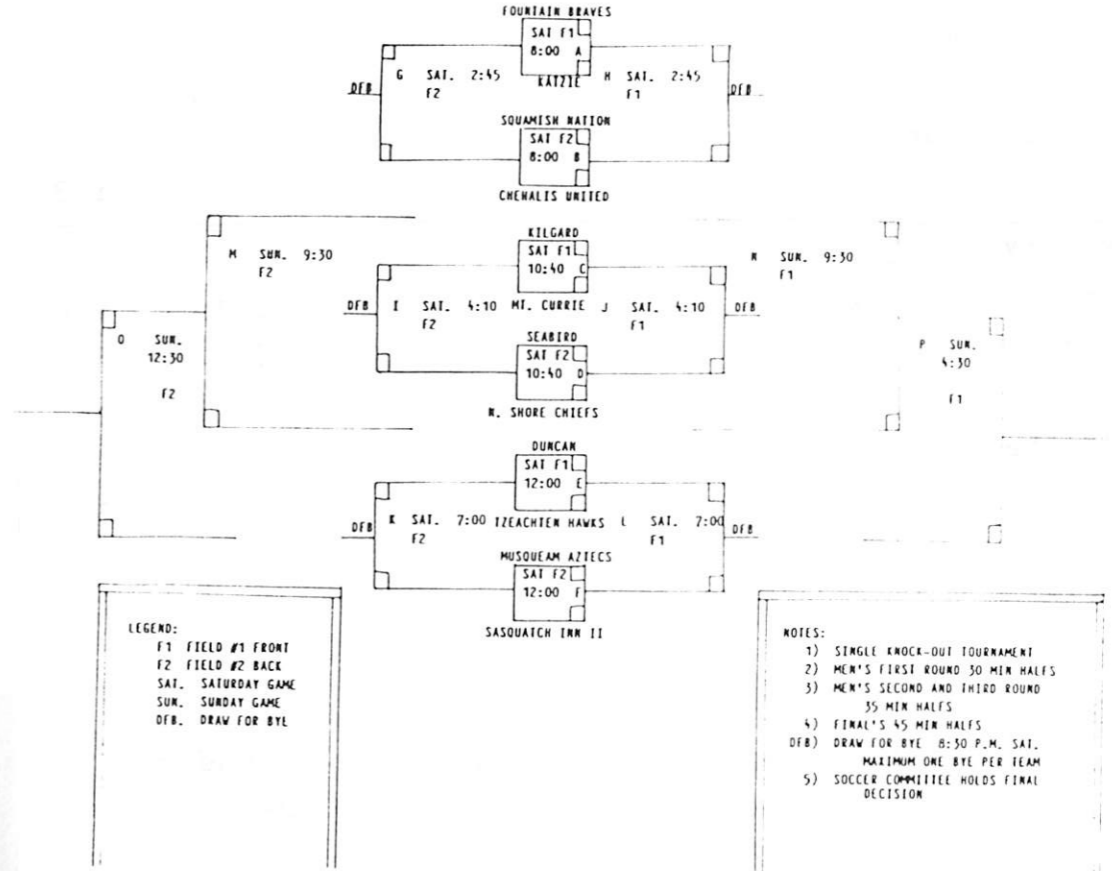 FOUNTAIN BRAVES
SAT F1
8:00 A
KATZIE
G SAT. 2:45
F2
H SAT. 2:45
F1
DFB
DFB
SQUAMISH NATION
SAT F2
8:00 B
CHEHALIS UNITED
M SUN. 9:30
F2
N SUN. 9:30
F1
KILGARD
SAT F1
10:40 C
MT. CURRIE
DFB
I SAT. 4:10
F2
J SAT. 4:10
F1
DFB
SEABIRD
SAT F2
10:40 D
N. SHORE CHIEFS
O SUN.
12:30
F2
P SUN.
4:30
F1
DUNCAN
SAT F1
12:00 E
TZEACHTEN HAWKS
DFB
K SAT. 7:00
F2
L SAT. 7:00
F1
DFB
MUSQUEAM AZTECS
SAT F2
12:00 F
SASQUATCH INN II
LEGEND:
F1 FIELD #1 FRONT
F2 FIELD #2 BACK
SAT. SATURDAY GAME
SUN. SUNDAY GAME
DFB. DRAW FOR BYE
NOTES:
1) SINGLE KNOCK-OUT TOURNAMENT
2) MEN'S FIRST ROUND 30 MIN HALFS
3) MEN'S SECOND AND THIRD ROUND
35 MIN HALFS
4) FINAL'S 45 MIN HALFS
DFB) DRAW FOR BYE 8:30 P.M. SAT.
MAXIMUM ONE BYE PER TEAM
5) SOCCER COMMITTEE HOLDS FINAL
DECISION